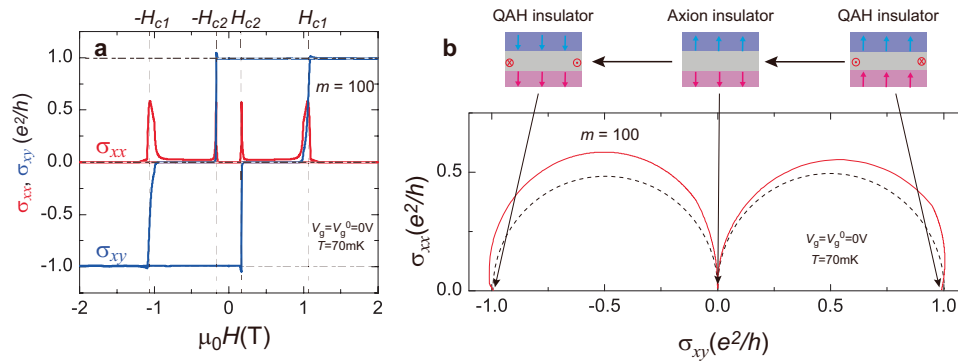 -Hc1 -Hc2 Hc2 Hc1
a
m = 100
σxx, σxy (e²/h)
1.0
0.5
0.0
-0.5
-1.0
σxx
σxy
Vg=Vg⁰=0V
T=70mK
-2 -1 0 1 2
μ0H(T)
b
QAH insulator Axion insulator QAH insulator
m = 100
σxx(e²/h)
0.5
0.0
Vg=Vg⁰=0V
T=70mK
-1.0 -0.5 0.0 0.5 1.0
σxy(e²/h)